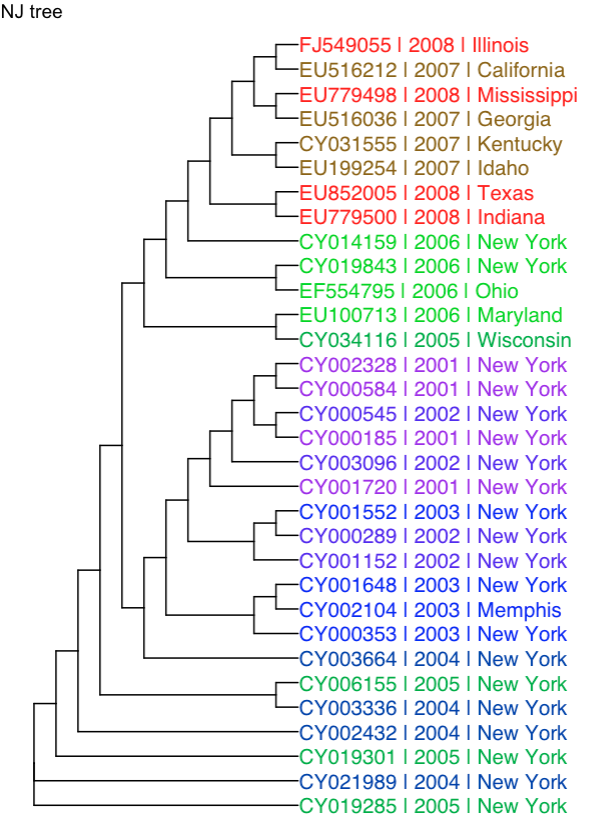 NJ tree
FJ549055 | 2008 | Illinois
EU516212 | 2007 | California
EU779498 | 2008 | Mississippi
EU516036 | 2007 | Georgia
CY031555 | 2007 | Kentucky
EU199254 | 2007 | Idaho
EU852005 | 2008 | Texas
EU779500 | 2008 | Indiana
CY014159 | 2006 | New York
CY019843 | 2006 | New York
EF554795 | 2006 | Ohio
EU100713 | 2006 | Maryland
CY034116 | 2005 | Wisconsin
CY002328 | 2001 | New York
CY000584 | 2001 | New York
CY000545 | 2002 | New York
CY000185 | 2001 | New York
CY003096 | 2002 | New York
CY001720 | 2001 | New York
CY001552 | 2003 | New York
CY000289 | 2002 | New York
CY001152 | 2002 | New York
CY001648 | 2003 | New York
CY002104 | 2003 | Memphis
CY000353 | 2003 | New York
CY003664 | 2004 | New York
CY006155 | 2005 | New York
CY003336 | 2004 | New York
CY002432 | 2004 | New York
CY019301 | 2005 | New York
CY021989 | 2004 | New York
CY019285 | 2005 | New York